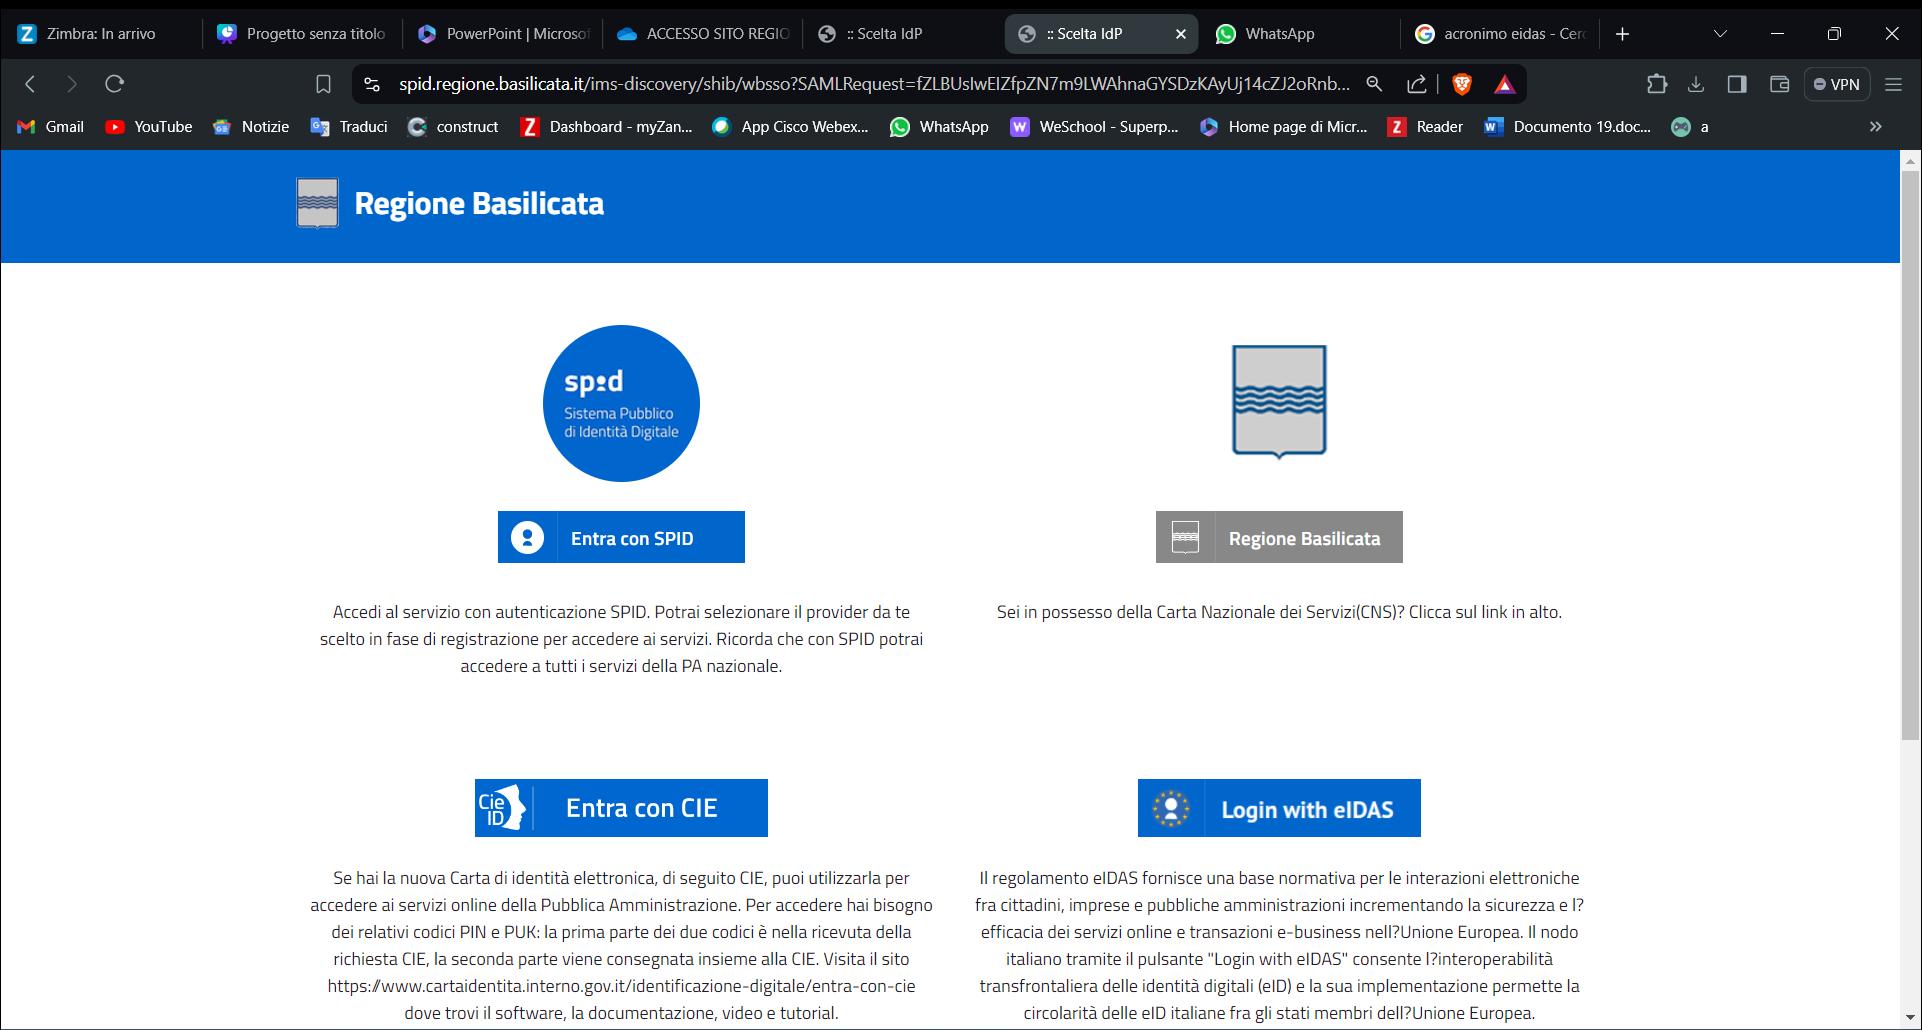 Zimbra: In arrivo
Progetto senza titolo
PowerPoint | Microsof
ACCESSO SITO REGIO
:: Scelta IdP
:: Scelta IdP
WhatsApp
acronimo eidas - Cerc
spid.regione.basilicata.it/ims-discovery/shib/wbsso?SAMLRequest=fZLBUsIwEIZfpZN7m9LWAhnaGYSDzKAyUj14cZJ2oRnb...
VPN
Gmail
YouTube
Notizie
Traduci
construct
Dashboard - myZan...
App Cisco Webex...
WhatsApp
WeSchool - Superp...
Home page di Micr...
Reader
Documento 19.doc...
a
Regione Basilicata
spid
Sistema Pubblico
di Identità Digitale
Entra con SPID
Accedi al servizio con autenticazione SPID. Potrai selezionare il provider da te
scelto in fase di registrazione per accedere ai servizi. Ricorda che con SPID potrai
accedere a tutti i servizi della PA nazionale.
Regione Basilicata
Sei in possesso della Carta Nazionale dei Servizi(CNS)? Clicca sul link in alto.
Cie
ID
Entra con CIE
Se hai la nuova Carta di identità elettronica, di seguito CIE, puoi utilizzarla per
accedere ai servizi online della Pubblica Amministrazione. Per accedere hai bisogno
dei relativi codici PIN e PUK: la prima parte dei due codici è nella ricevuta della
richiesta CIE, la seconda parte viene consegnata insieme alla CIE. Visita il sito
https://www.cartaidentita.interno.gov.it/identificazione-digitale/entra-con-cie
dove trovi il software, la documentazione, video e tutorial.
Login with eIDAS
Il regolamento eIDAS fornisce una base normativa per le interazioni elettroniche
fra cittadini, imprese e pubbliche amministrazioni incrementando la sicurezza e l?
efficacia dei servizi online e transazioni e-business nell?Unione Europea. Il nodo
italiano tramite il pulsante "Login with eIDAS" consente l?interoperabilità
transfrontaliera delle identità digitali (eID) e la sua implementazione permette la
circolarità delle eID italiane fra gli stati membri dell?Unione Europea.